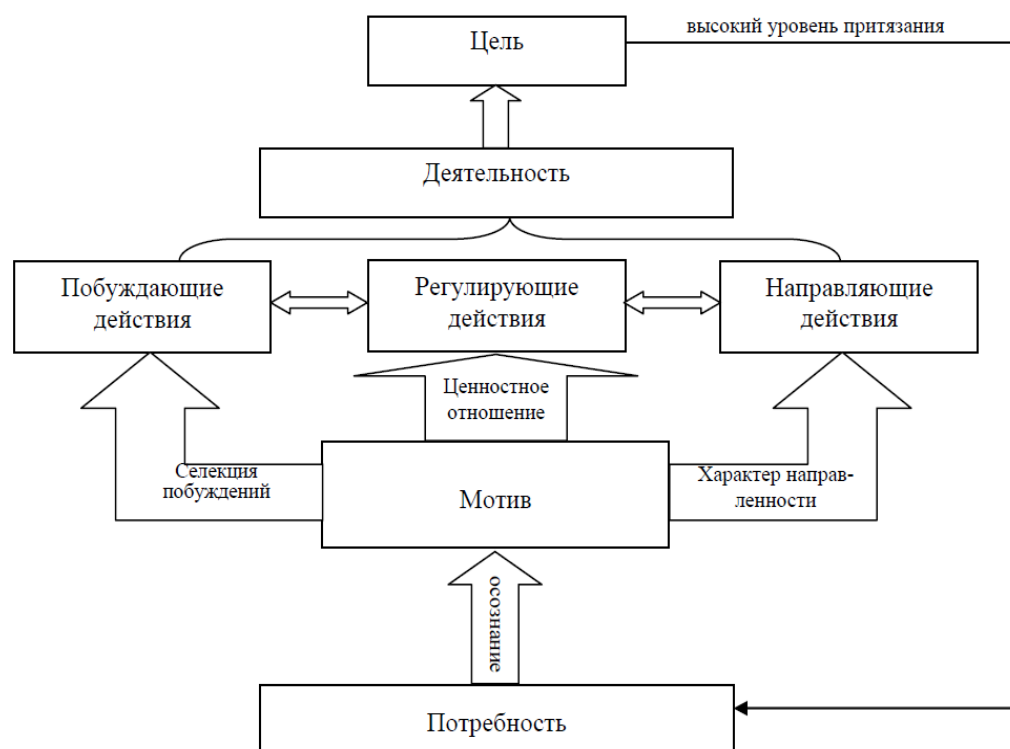 Цель
высокий уровень притязания
Деятельность
Побуждающие
действия
Регулирующие
действия
Направляющие
действия
Ценностное
отношение
Селекция
побуждений
Мотив
Характер направ-
ленности
осознание
Потребность